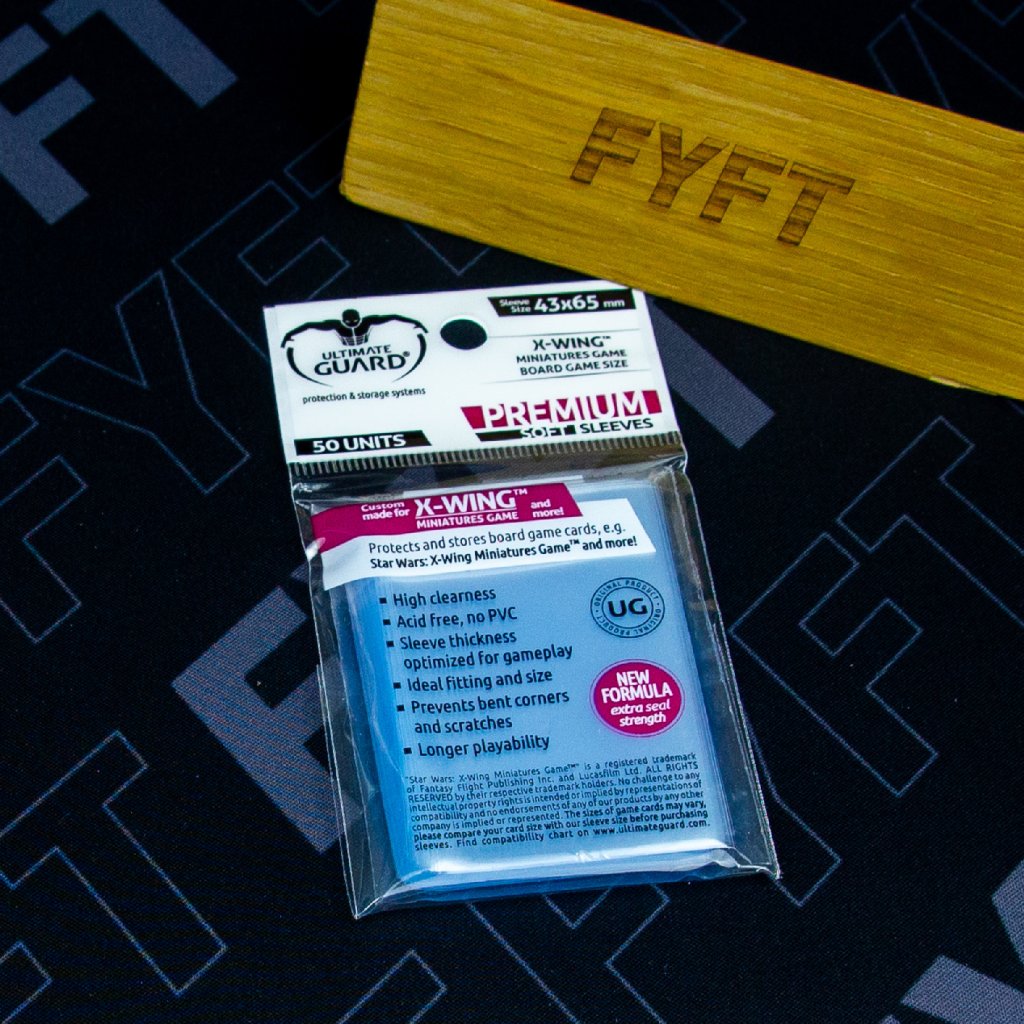 FYFT
Sleeve Size 43x65 mm
ULTIMATE
GUARD®
protection & storage systems
X-WING™
MINIATURES GAME
BOARD GAME SIZE
PREMIUM
SOFT SLEEVES
50 UNITS
Custom made for X-WING™ and more!
MINIATURES GAME
Protects and stores board game cards, e.g.
Star Wars: X-Wing Miniatures Game™ and more!
▪ High clearness
▪ Acid free, no PVC
▪ Sleeve thickness
optimized for gameplay
▪ Ideal fitting and size
▪ Prevents bent corners
and scratches
▪ Longer playability
ORIGINAL PRODUCT · ORIGINAL PRODUCT
UG
NEW
FORMULA
extra seal
strength
"Star Wars: X-Wing Miniatures Game™" is a registered trademark
of Fantasy Flight Publishing Inc. and Lucasfilm Ltd. ALL RIGHTS
RESERVED by their respective trademark holders. No challenge to any
intellectual property rights is intended or implied by representations of
compatibility and no endorsements of any of our products by any other
company is implied or represented. The sizes of game cards may vary,
please compare your card size with our sleeve size before purchasing
sleeves. Find compatibility chart on www.ultimateguard.com.
FYFT